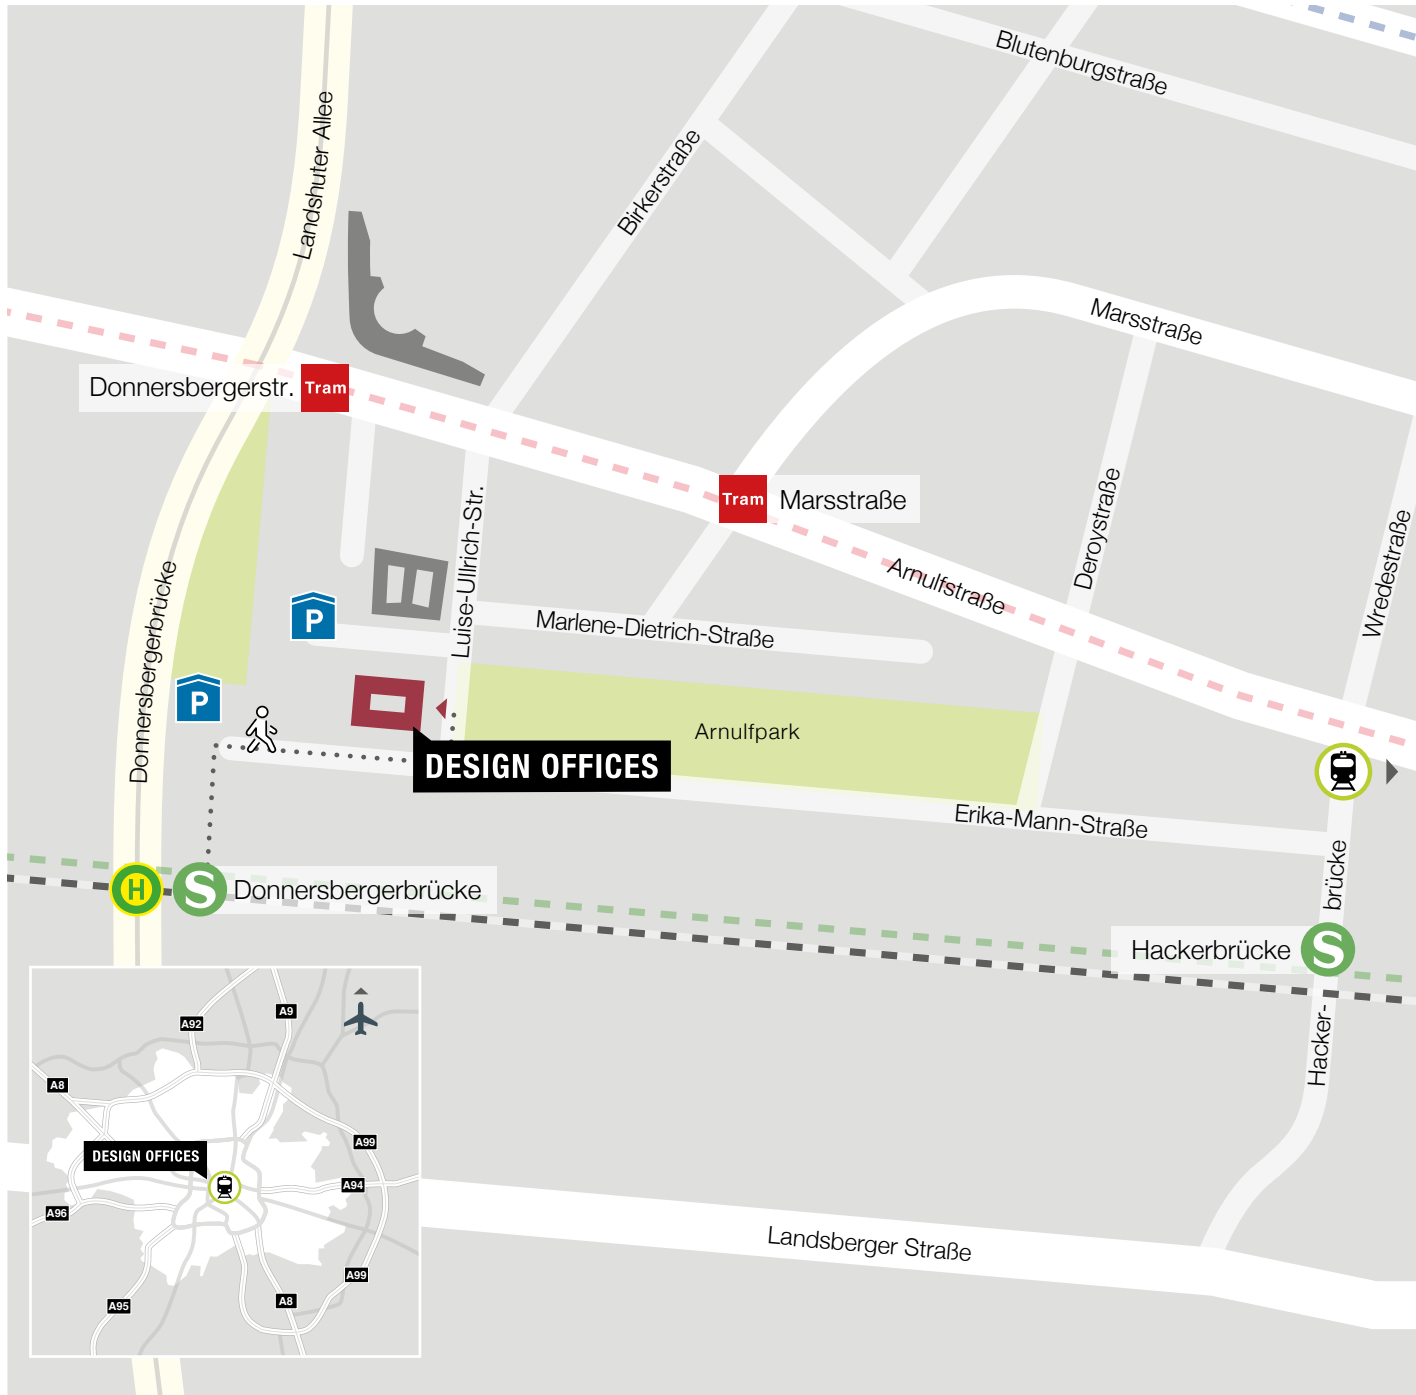 Blutenburgstraße
Landshuter Allee
Birkerstraße
Marsstraße
Donnersbergerstr.
Tram
Tram
Marsstraße
Luise-Ullrich-Str.
Deroystraße
Wredestraße
Arnulfstraße
Donnersbergerbrücke
P
Marlene-Dietrich-Straße
P
Arnulfpark
DESIGN OFFICES
Erika-Mann-Straße
H
S
Donnersbergerbrücke
Hackerbrücke
S
Hacker-
brücke
A92
A9
A8
A99
DESIGN OFFICES
A94
A96
A99
A8
A95
Landsberger Straße